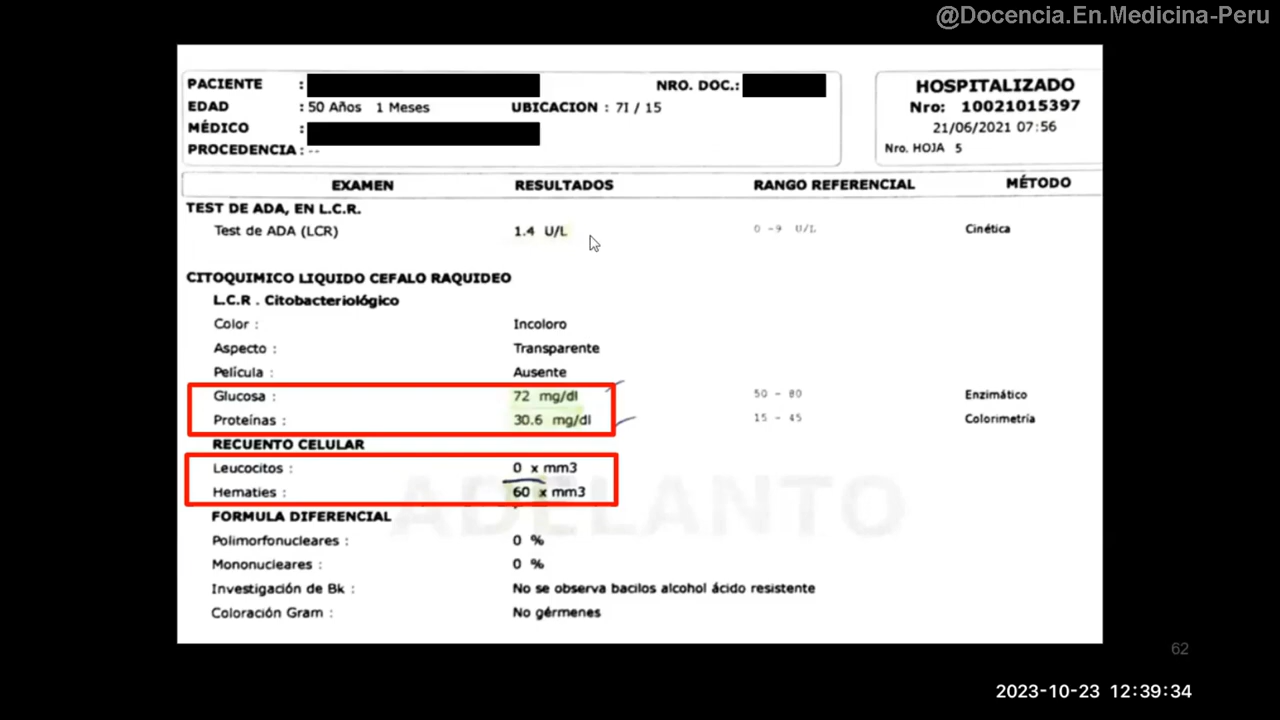 @Docencia.En.Medicina-Peru
PACIENTE : NRO. DOC.: HOSPITALIZADO
EDAD : 50 Años 1 Meses UBICACION : 7I / 15 Nro: 10021015397
MÉDICO : 21/06/2021 07:56
PROCEDENCIA : -- Nro. HOJA 5
EXAMEN RESULTADOS RANGO REFERENCIAL MÉTODO
TEST DE ADA, EN L.C.R.
Test de ADA (LCR) 1.4 U/L 0 -9 U/L Cinética
CITOQUIMICO LIQUIDO CEFALO RAQUIDEO
L.C.R . Citobacteriológico
Color : Incoloro
Aspecto : Transparente
Película : Ausente
Glucosa : 72 mg/dl 50 - 80 Enzimático
Proteínas : 30.6 mg/dl 15 - 45 Colorimetría
RECUENTO CELULAR
Leucocitos : 0 x mm3
Hematies : 60 x mm3
ADELANTO
FORMULA DIFERENCIAL
Polimorfonucleares : 0 %
Mononucleares : 0 %
Investigación de Bk : No se observa bacilos alcohol ácido resistente
Coloración Gram : No gérmenes
62
2023-10-23 12:39:34